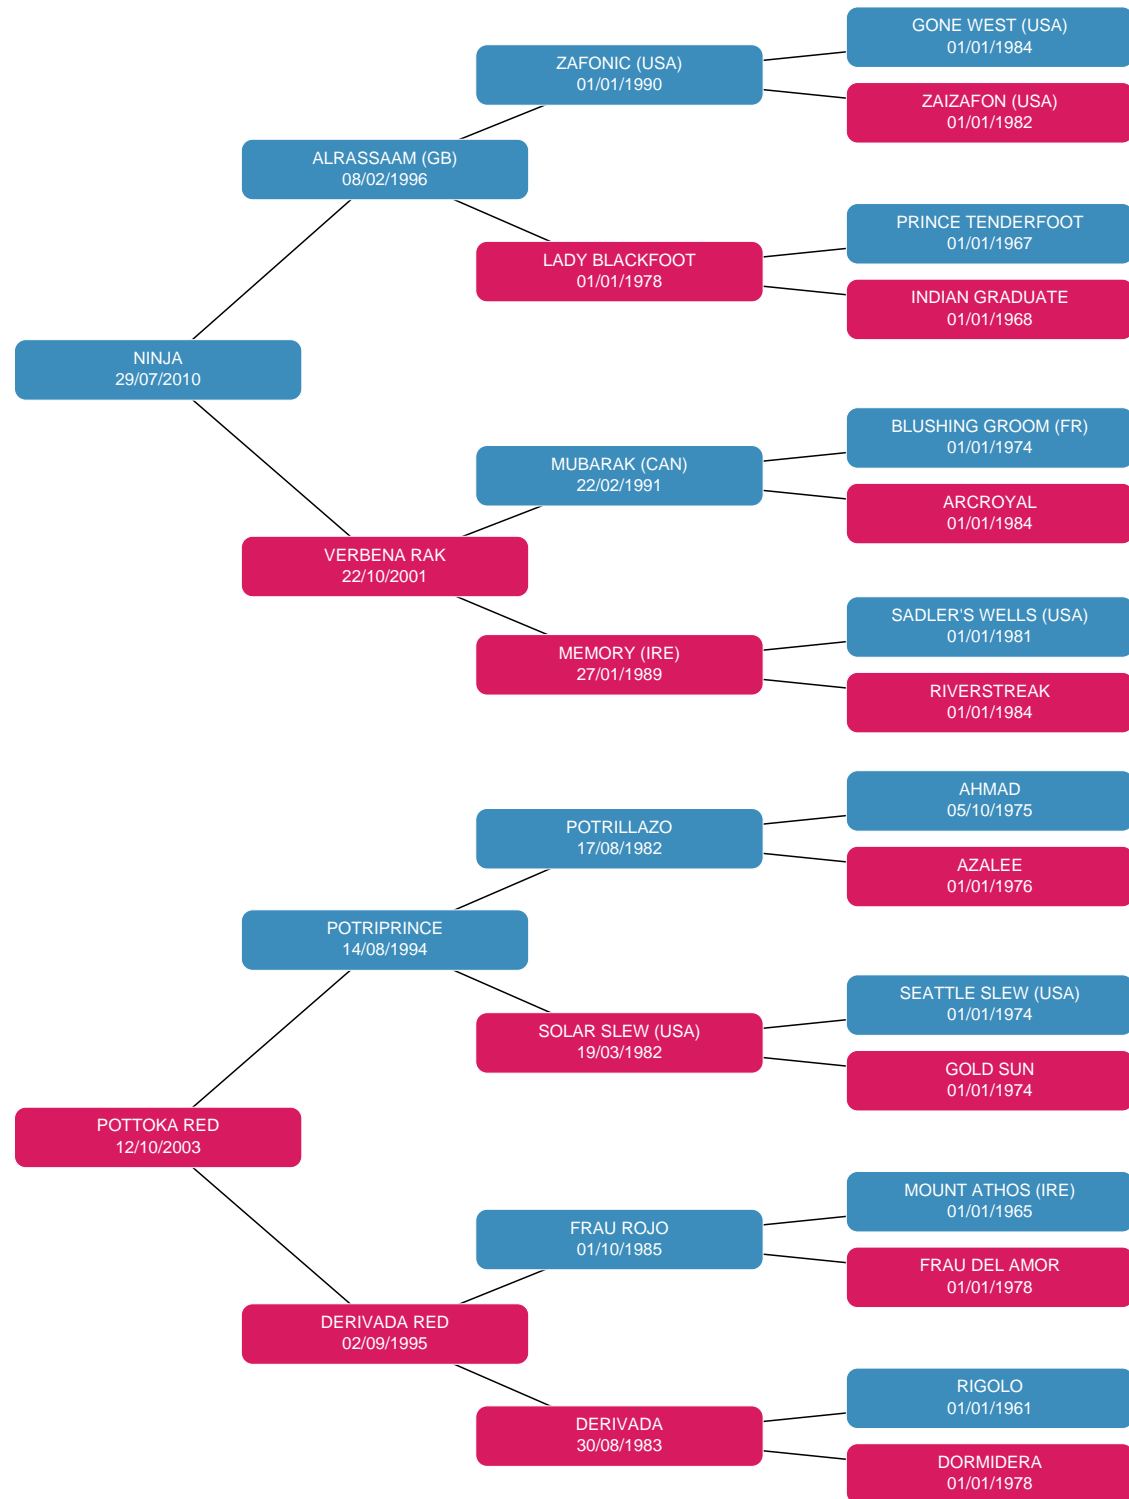 GONE WEST (USA)
01/01/1984
ZAFONIC (USA)
01/01/1990
ZAIZAFON (USA)
01/01/1982
ALRASSAAM (GB)
08/02/1996
PRINCE TENDERFOOT
01/01/1967
LADY BLACKFOOT
01/01/1978
INDIAN GRADUATE
01/01/1968
NINJA
29/07/2010
BLUSHING GROOM (FR)
01/01/1974
MUBARAK (CAN)
22/02/1991
ARCROYAL
01/01/1984
VERBENA RAK
22/10/2001
SADLER'S WELLS (USA)
01/01/1981
MEMORY (IRE)
27/01/1989
RIVERSTREAK
01/01/1984
AHMAD
05/10/1975
POTRILLAZO
17/08/1982
AZALEE
01/01/1976
POTRIPRINCE
14/08/1994
SEATTLE SLEW (USA)
01/01/1974
SOLAR SLEW (USA)
19/03/1982
GOLD SUN
01/01/1974
POTTOKA RED
12/10/2003
MOUNT ATHOS (IRE)
01/01/1965
FRAU ROJO
01/10/1985
FRAU DEL AMOR
01/01/1978
DERIVADA RED
02/09/1995
RIGOLO
01/01/1961
DERIVADA
30/08/1983
DORMIDERA
01/01/1978